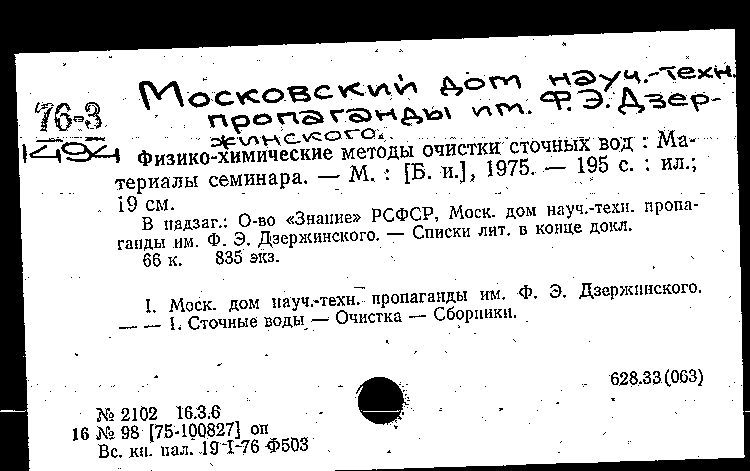 Московский дом науч.-техн.
пропаганды им. Ф. Э. Дзер-
жинского.
76-3
1494
Физико-химические методы очистки сточных вод : Ма-
териалы семинара. — М. : [Б. и.], 1975. — 195 с. : ил.;
19 см.
В надзаг.: О-во «Знание» РСФСР, Моск. дом науч.-техн. пропа-
ганды им. Ф. Э. Дзержинского. — Списки лит. в конце докл.
66 к. 835 экз.
I. Моск. дом науч.-техн. пропаганды им. Ф. Э. Дзержинского.
— — 1. Сточные воды — Очистка — Сборники.
628.33(063)
№ 2102 16.3.6
16 № 98 [75-100827] оп
Вс. кн. пал. 19-I-76 Ф503